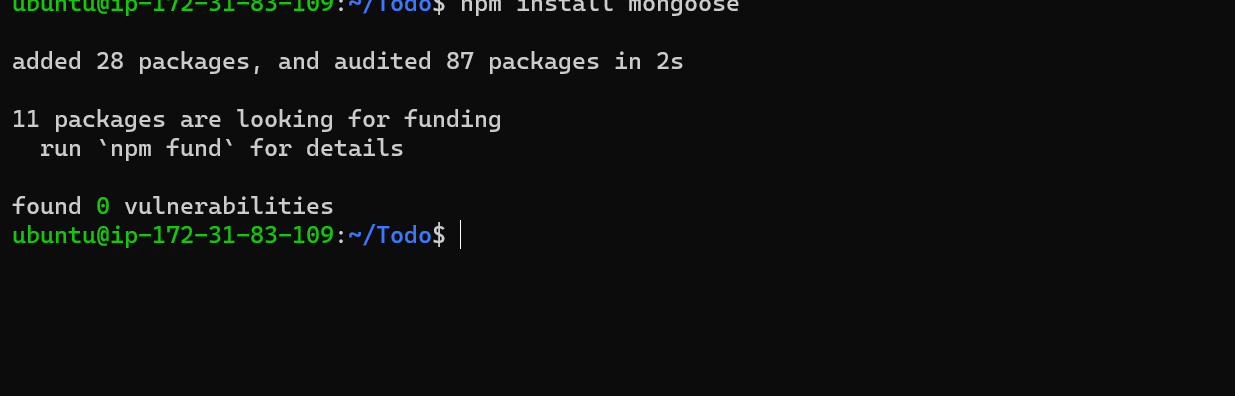 ubuntu@ip-172-31-83-109:~/Todo$ npm install mongoose
added 28 packages, and audited 87 packages in 2s
11 packages are looking for funding
  run `npm fund` for details
found 0 vulnerabilities
ubuntu@ip-172-31-83-109:~/Todo$